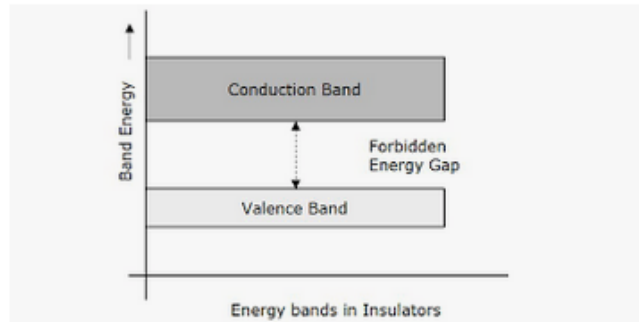 Band Energy
Conduction Band
Forbidden
Energy Gap
Valence Band
Energy bands in Insulators